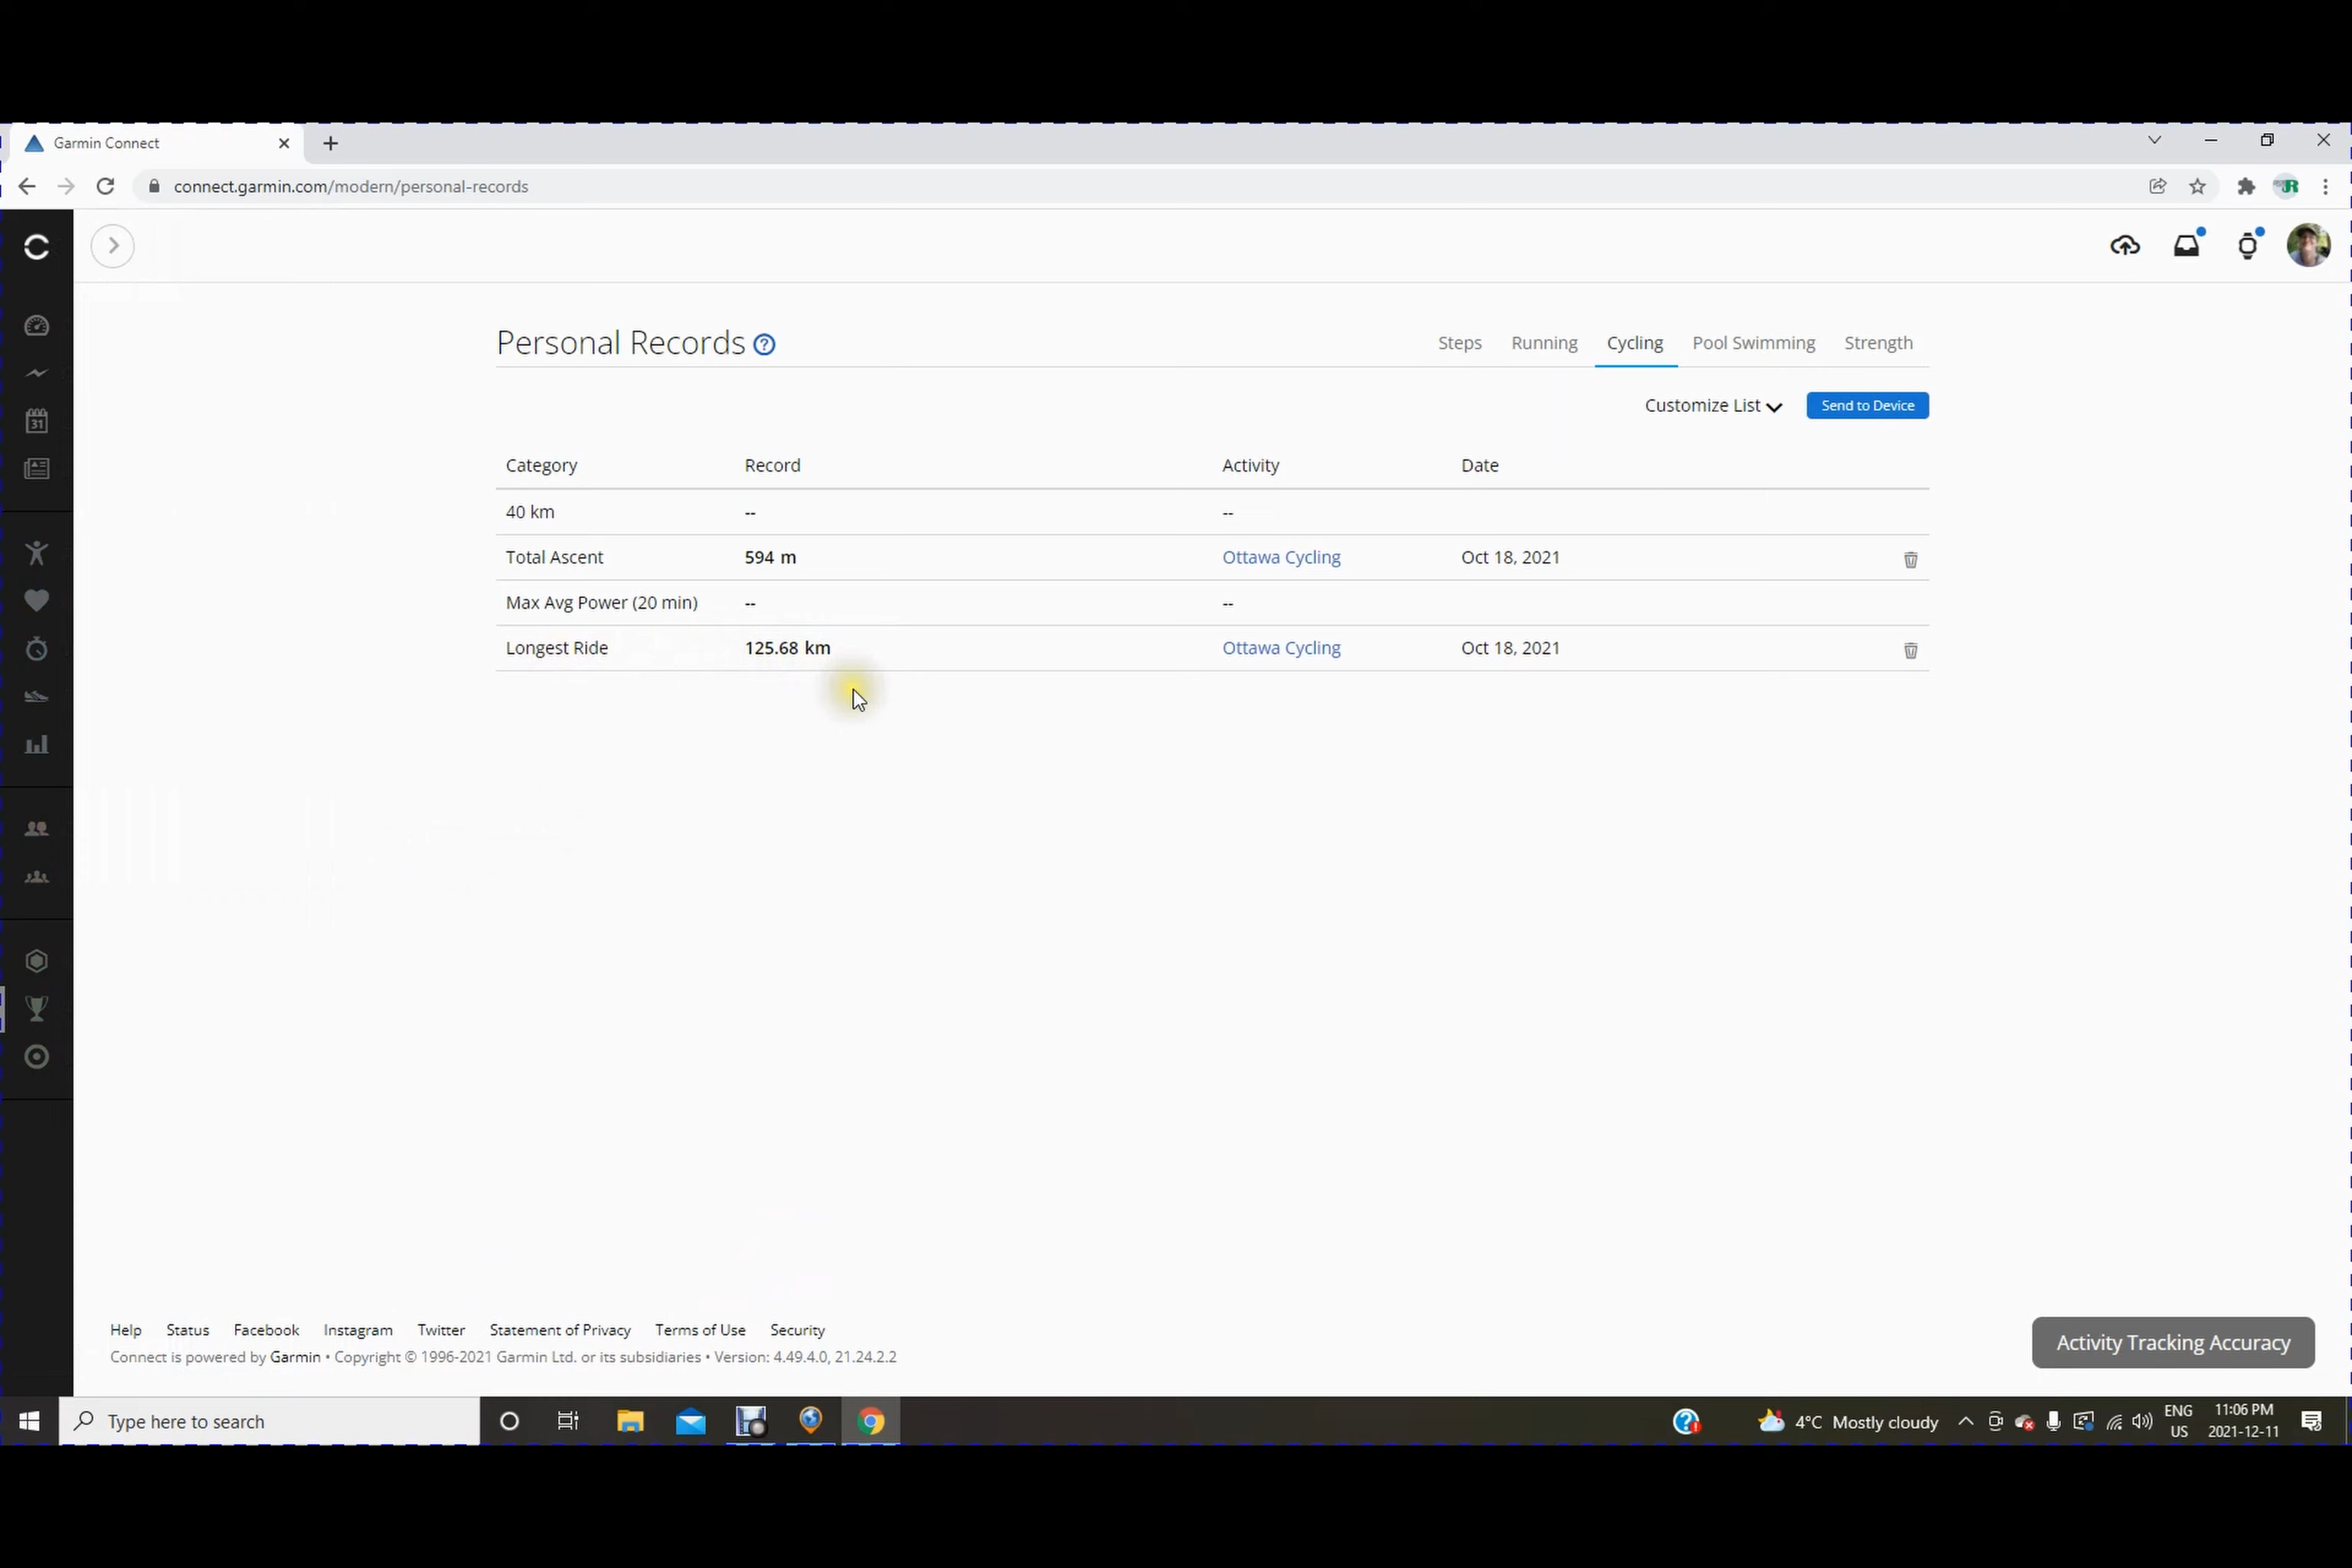 Garmin Connect
connect.garmin.com/modern/personal-records
Personal Records ?
Steps Running Cycling Pool Swimming Strength
Customize List Send to Device
Category Record Activity Date
40 km -- --
Total Ascent 594 m Ottawa Cycling Oct 18, 2021
Max Avg Power (20 min) -- --
Longest Ride 125.68 km Ottawa Cycling Oct 18, 2021
31
Help Status Facebook Instagram Twitter Statement of Privacy Terms of Use Security
Connect is powered by Garmin • Copyright © 1996-2021 Garmin Ltd. or its subsidiaries • Version: 4.49.4.0, 21.24.2.2
Activity Tracking Accuracy
Type here to search
4°C Mostly cloudy
ENG
US
11:06 PM
2021-12-11